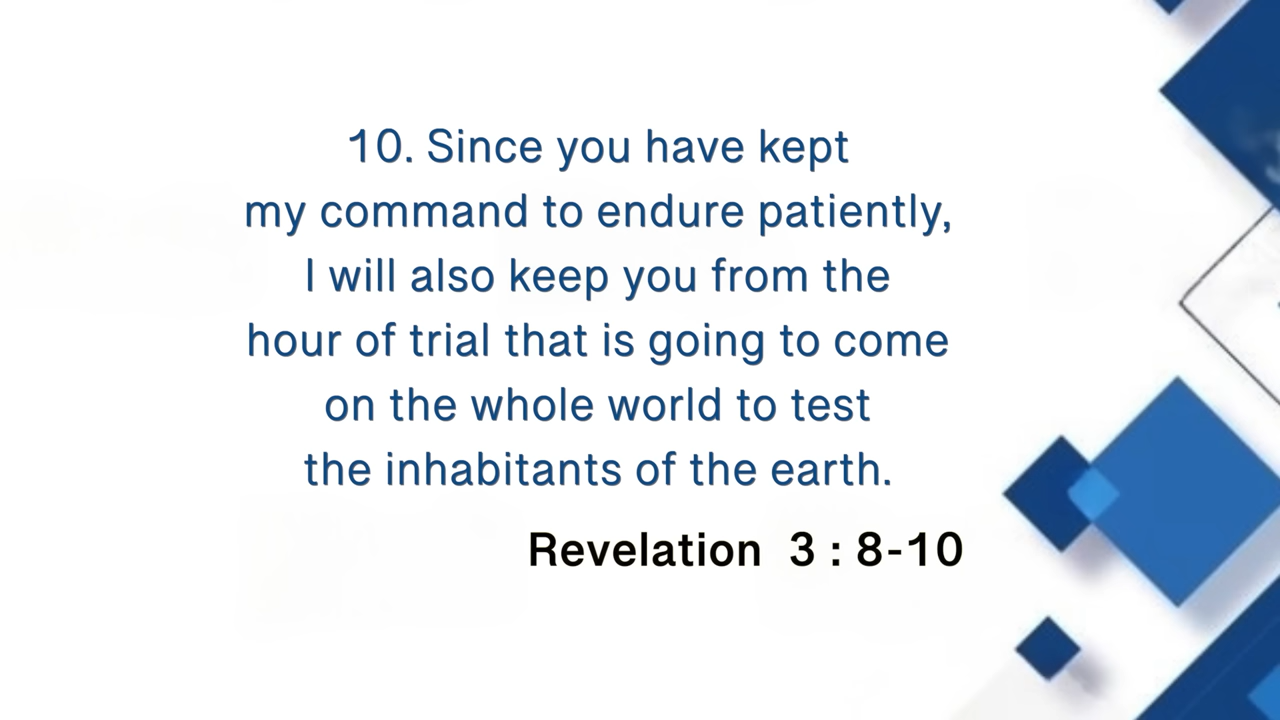 10. Since you have kept
my command to endure patiently,
I will also keep you from the
hour of trial that is going to come
on the whole world to test
the inhabitants of the earth.
Revelation 3 : 8-10